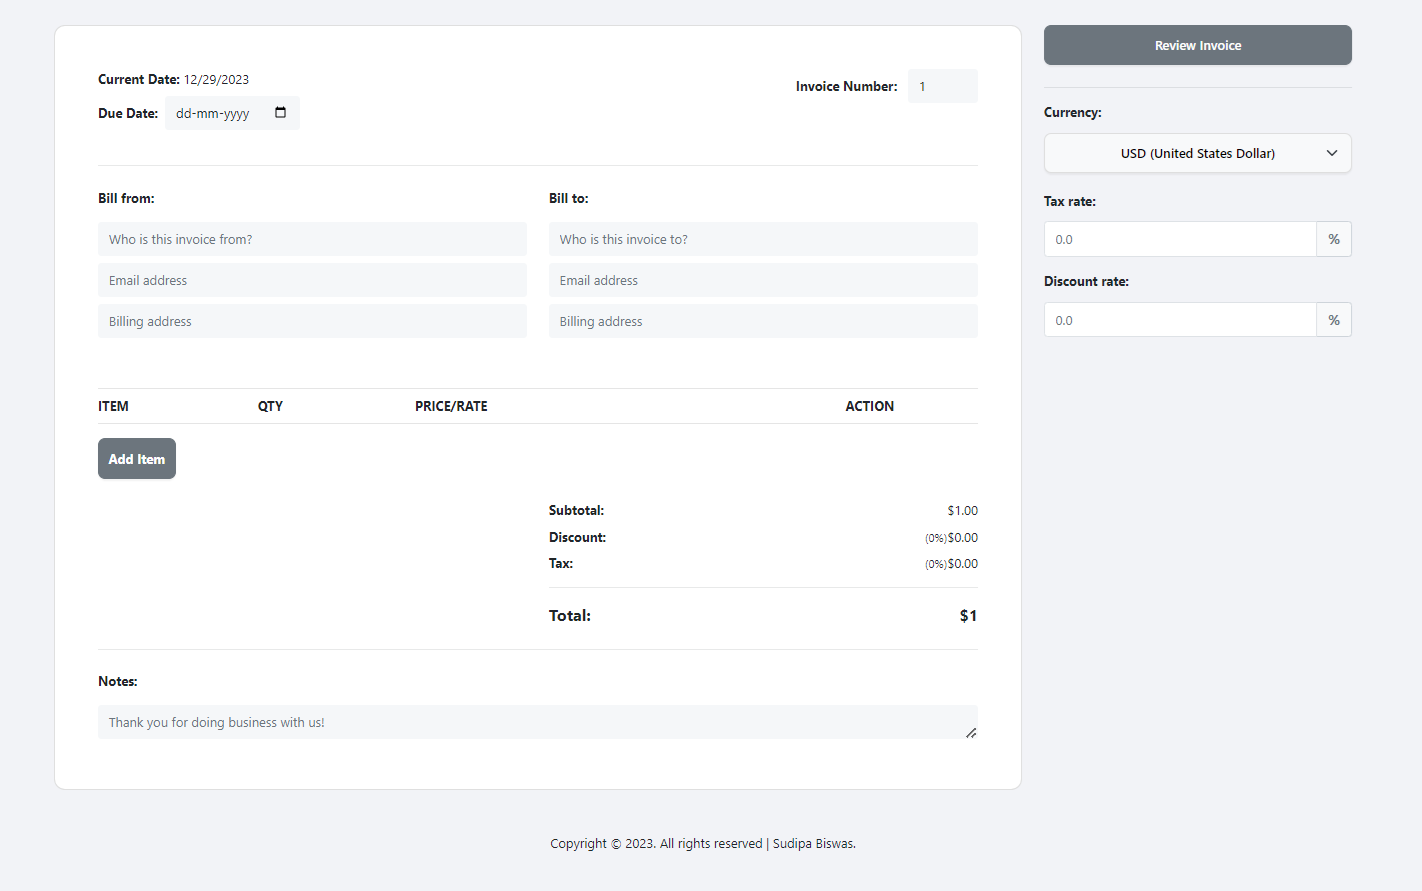 Current Date: 12/29/2023
Due Date: dd-mm-yyyy
Invoice Number: 1
Bill from:
Who is this invoice from?
Email address
Billing address
Bill to:
Who is this invoice to?
Email address
Billing address
ITEM QTY PRICE/RATE ACTION
Add Item
Subtotal: $1.00
Discount: (0%)$0.00
Tax: (0%)$0.00
Total: $1
Notes:
Thank you for doing business with us!
Review Invoice
Currency:
USD (United States Dollar)
Tax rate:
0.0 %
Discount rate:
0.0 %
Copyright © 2023. All rights reserved | Sudipa Biswas.